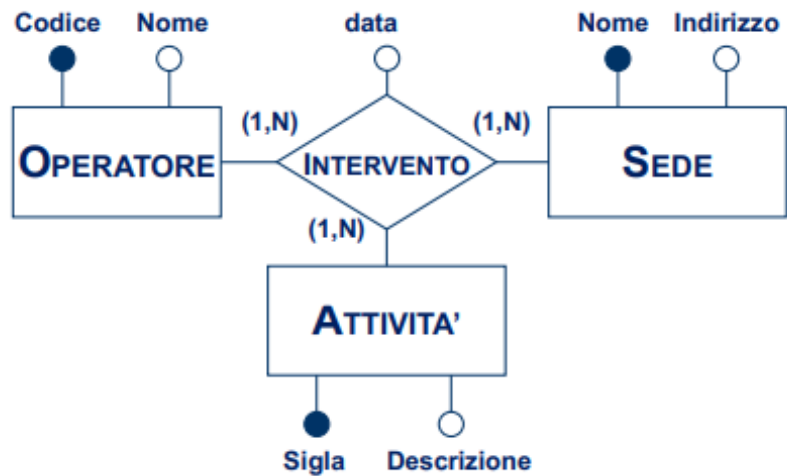 Codice Nome data Nome Indirizzo
(1,N) (1,N)
OPERATORE INTERVENTO SEDE
(1,N)
ATTIVITA'
Sigla Descrizione